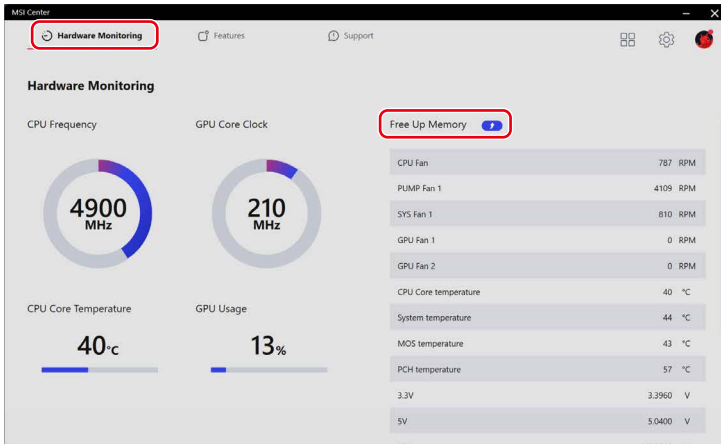 MSI Center
Hardware Monitoring
Features
Support
Hardware Monitoring
CPU Frequency
GPU Core Clock
4900
MHz
210
MHz
CPU Core Temperature
GPU Usage
40°C
13%
Free Up Memory
CPU Fan 787 RPM
PUMP Fan 1 4109 RPM
SYS Fan 1 810 RPM
GPU Fan 1 0 RPM
GPU Fan 2 0 RPM
CPU Core temperature 40 °C
System temperature 44 °C
MOS temperature 43 °C
PCH temperature 57 °C
3.3V 3.3960 V
5V 5.0400 V